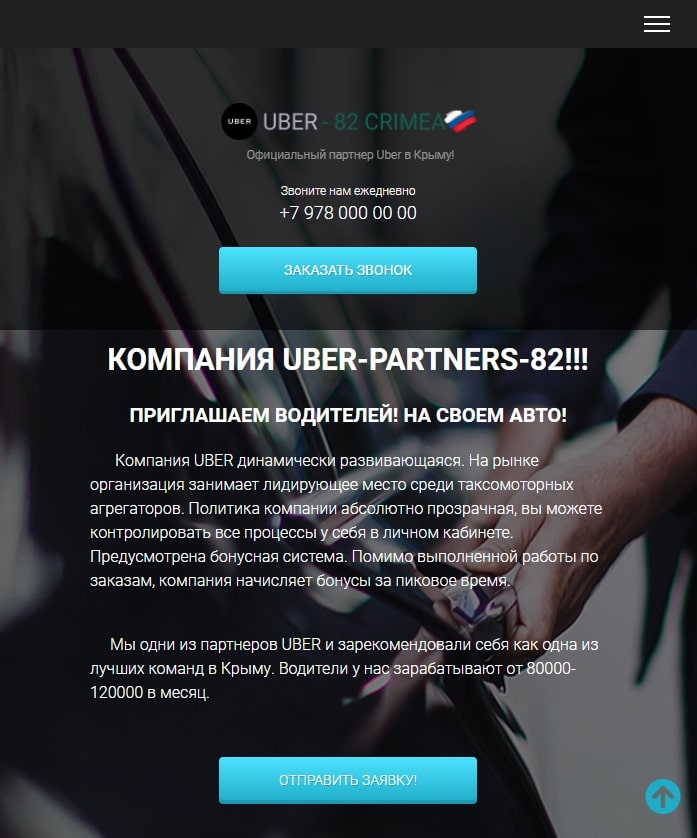 UBER
UBER - 82 CRIMEA
Официальный партнер Uber в Крыму!
Звоните нам ежедневно
+7 978 000 00 00
ЗАКАЗАТЬ ЗВОНОК
КОМПАНИЯ UBER-PARTNERS-82!!!
ПРИГЛАШАЕМ ВОДИТЕЛЕЙ! НА СВОЕМ АВТО!
Компания UBER динамически развивающаяся. На рынке
организация занимает лидирующее место среди таксомоторных
агрегаторов. Политика компании абсолютно прозрачная, вы можете
контролировать все процессы у себя в личном кабинете.
Предусмотрена бонусная система. Помимо выполненной работы по
заказам, компания начисляет бонусы за пиковое время.
Мы одни из партнеров UBER и зарекомендовали себя как одна из
лучших команд в Крыму. Водители у нас зарабатывают от 80000-
120000 в месяц.
ОТПРАВИТЬ ЗАЯВКУ!